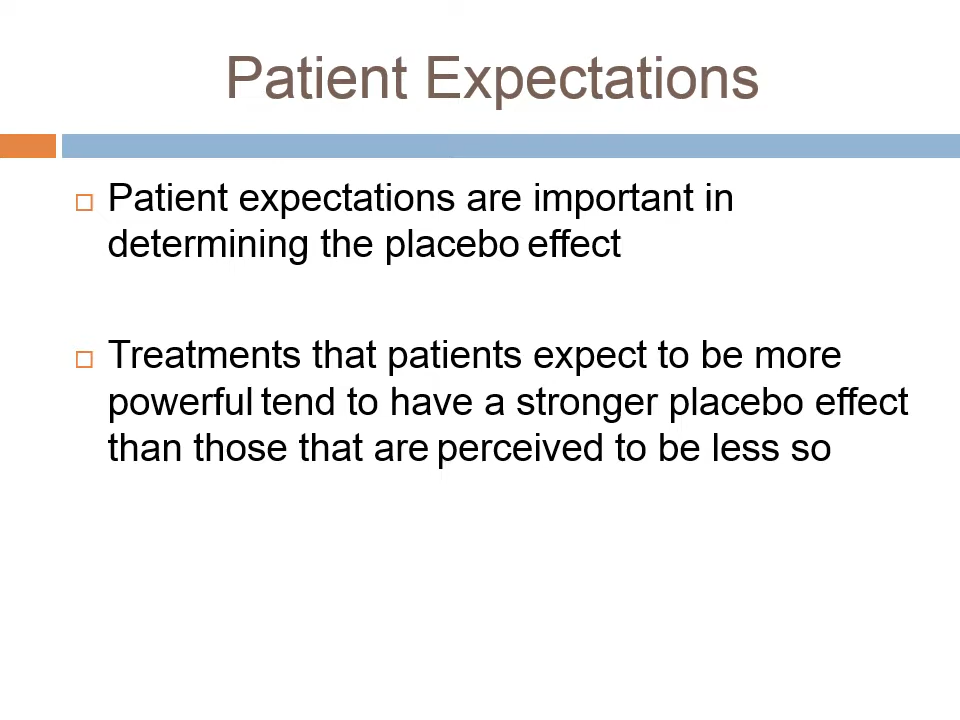 Patient Expectations
Patient expectations are important in
determining the placebo effect
Treatments that patients expect to be more
powerful tend to have a stronger placebo effect
than those that are perceived to be less so